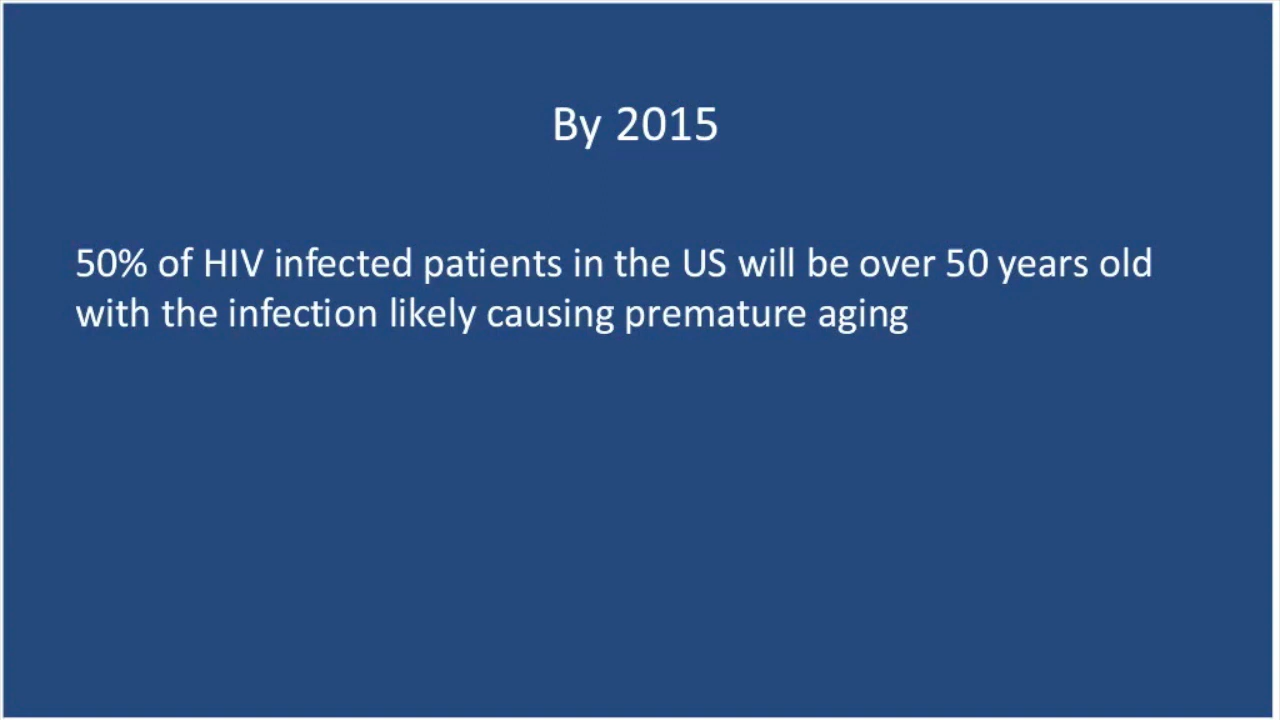 By 2015
50% of HIV infected patients in the US will be over 50 years old
with the infection likely causing premature aging